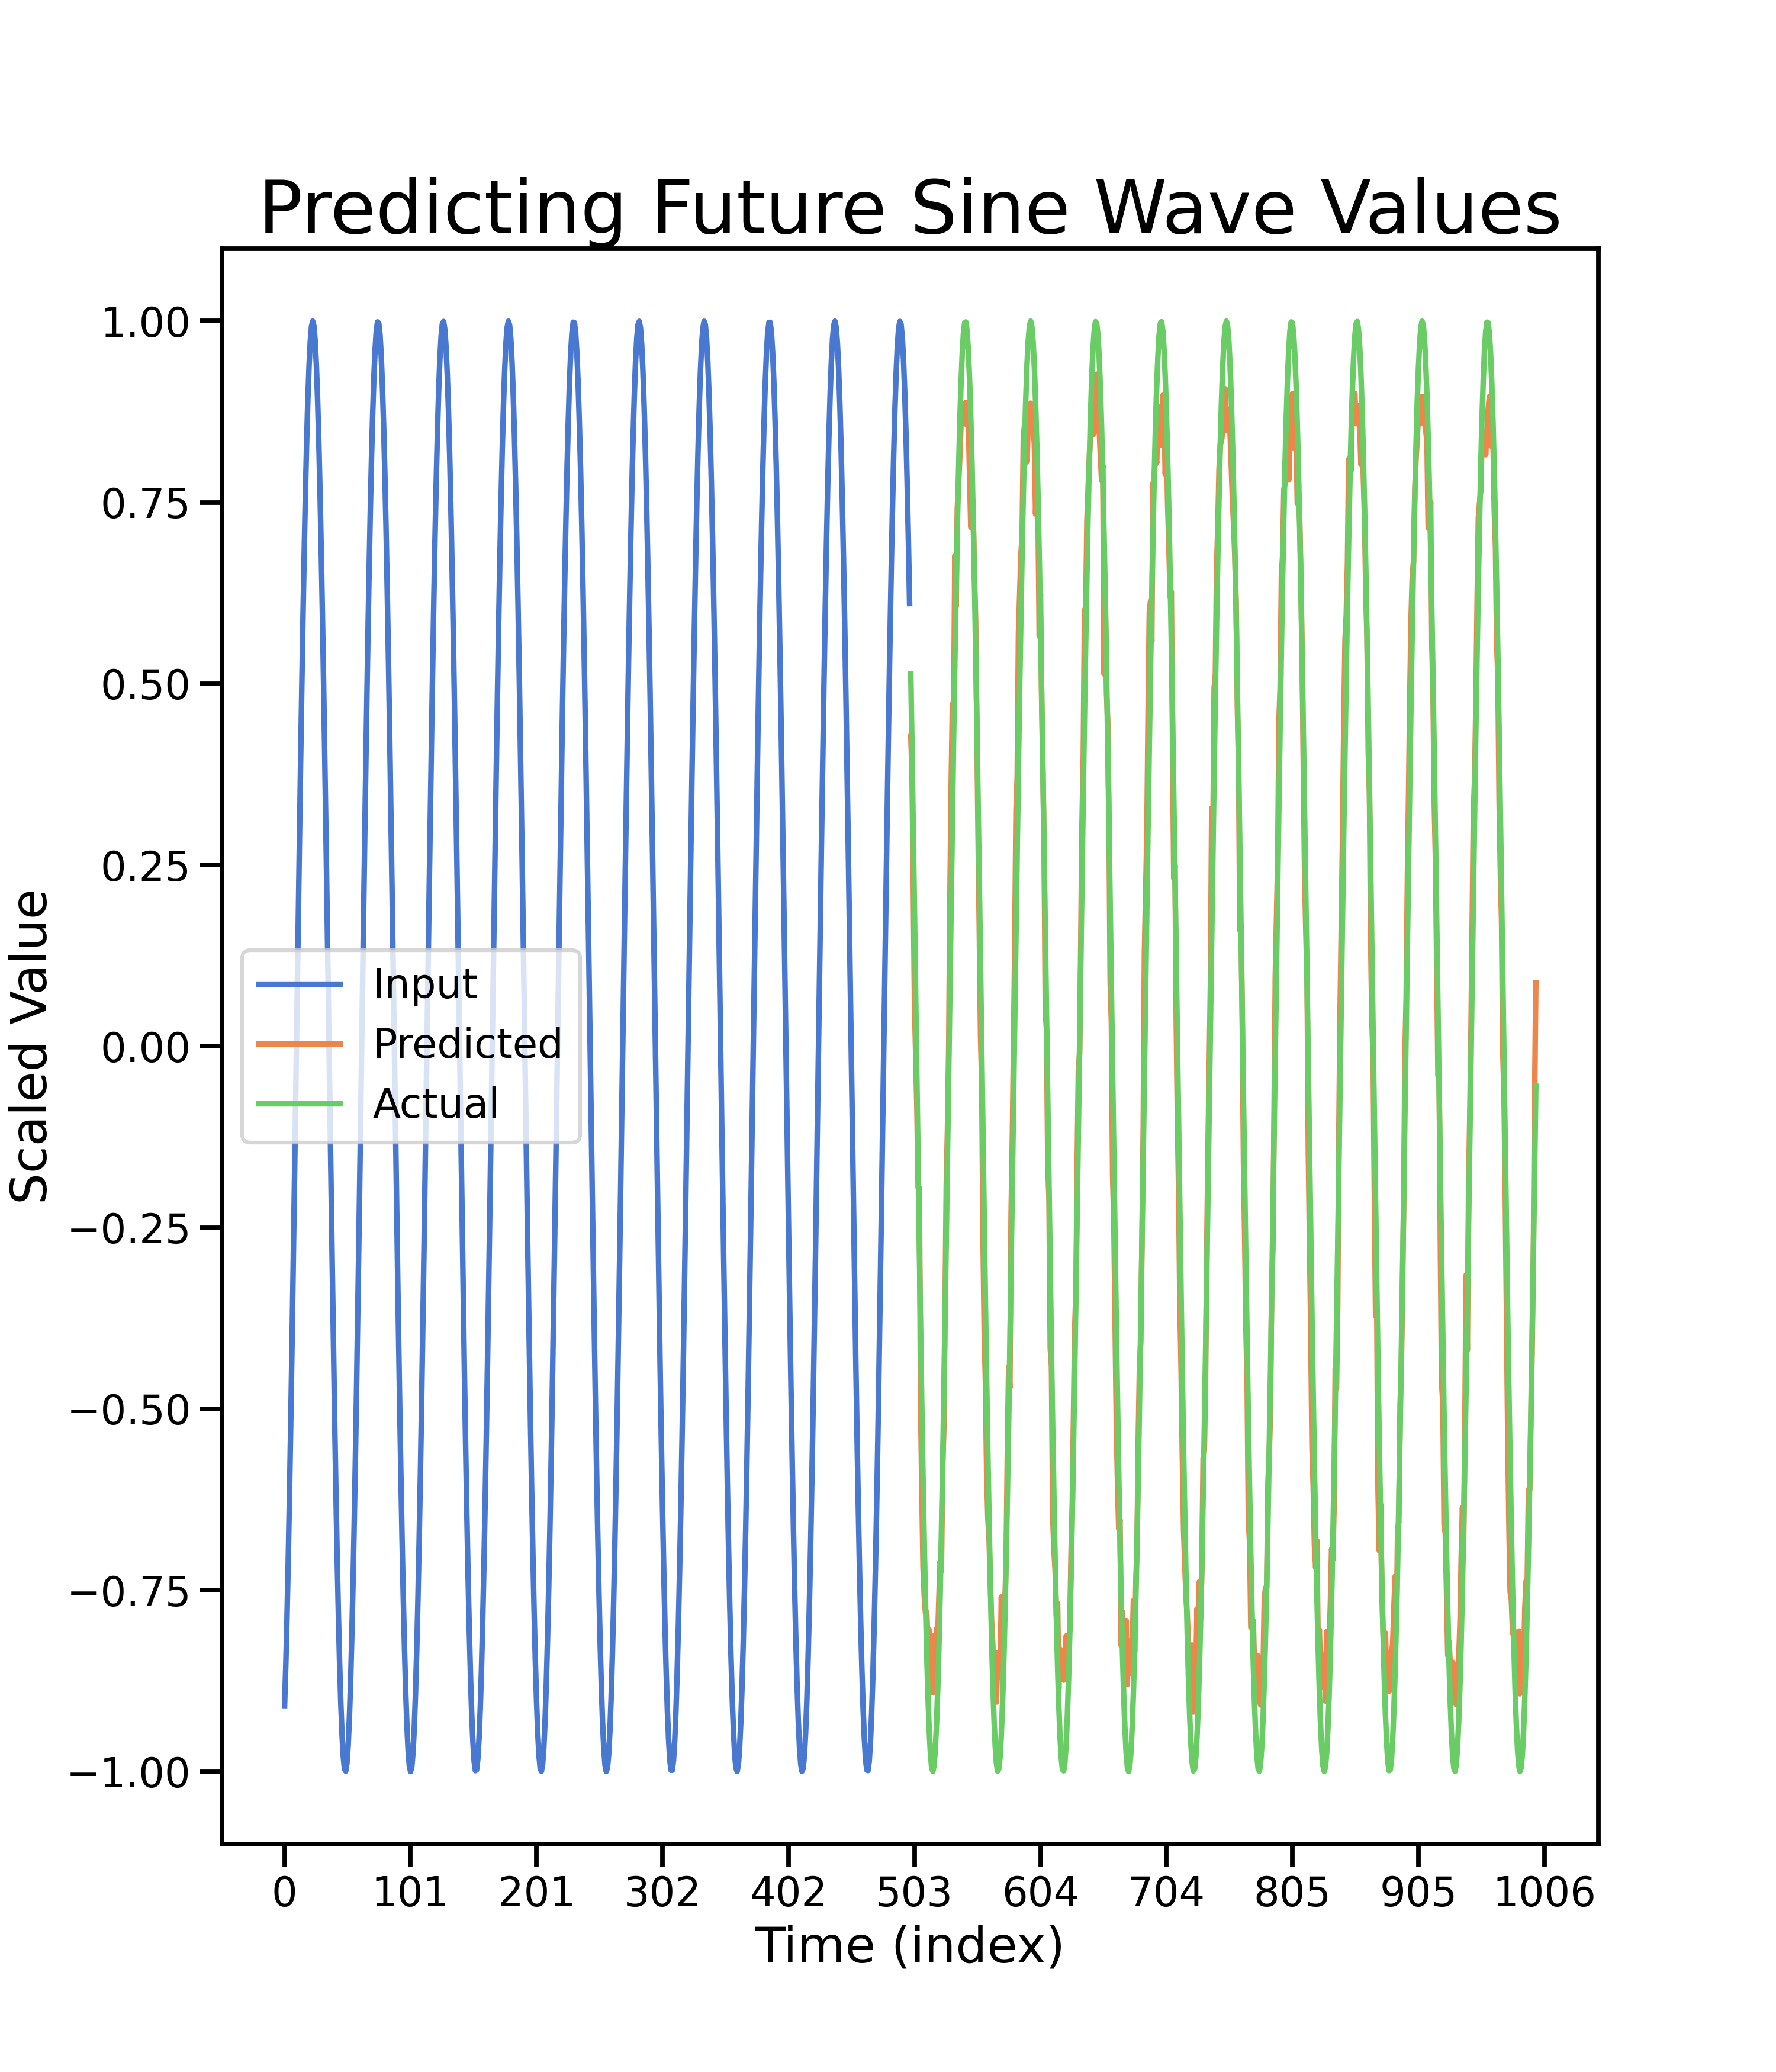 Predicting Future Sine Wave Values
1.00
0.75
0.50
0.25
0.00
−0.25
−0.50
−0.75
−1.00
Scaled Value
Input
Predicted
Actual
0 101 201 302 402 503 604 704 805 905 1006
Time (index)